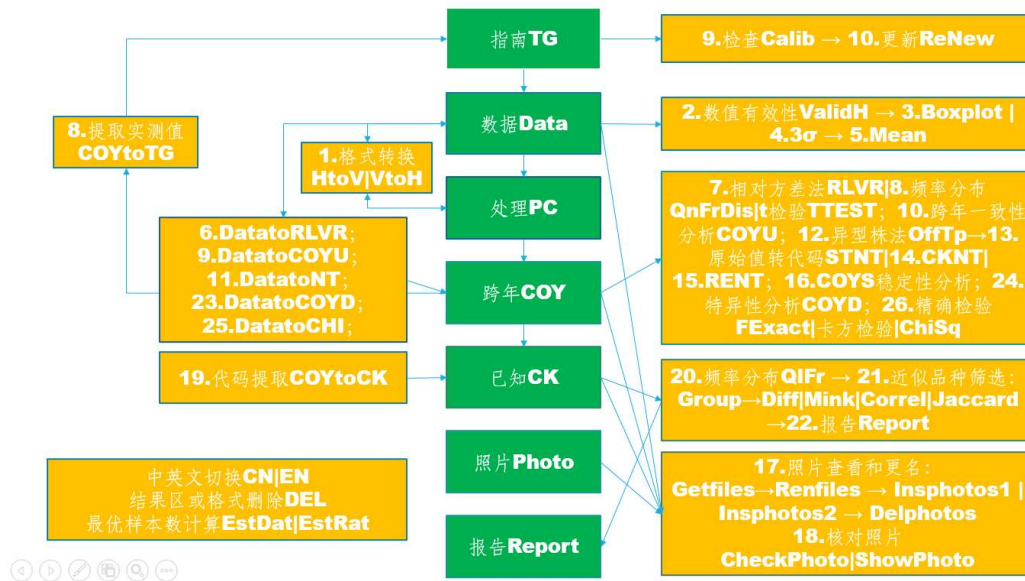 指南TG
9.检查Calib → 10.更新ReNew
8.提取实测值
COYtoTG
数据Data
2.数值有效性ValidH → 3.Boxplot |
4.3σ → 5.Mean
1.格式转换
HtoV|VtoH
处理PC
7.相对方差法RLVR|8.频率分布
QnFrDis|t检验TTEST；10.跨年一致性
分析COYU；12.异型株法OffTp→13.
原始值转代码STNT|14.CKNT|
15.RENT；16.COYS稳定性分析；24.
特异性分析COYD；26.精确检验
FExact|卡方检验|ChiSq
6.DatatoRLVR；
9.DatatoCOYU；
11.DatatoNT；
23.DatatoCOYD；
25.DatatoCHI；
跨年COY
19.代码提取COYtoCK
已知CK
20.频率分布QlFr → 21.近似品种筛选：
Group→Diff|Mink|Correl|Jaccard
→22.报告Report
中英文切换CN|EN
结果区或格式删除DEL
最优样本数计算EstDat|EstRat
照片Photo
17.照片查看和更名：
Getfiles→Renfiles → Insphotos1 |
Insphotos2 → Delphotos
18.核对照片
CheckPhoto|ShowPhoto
报告Report